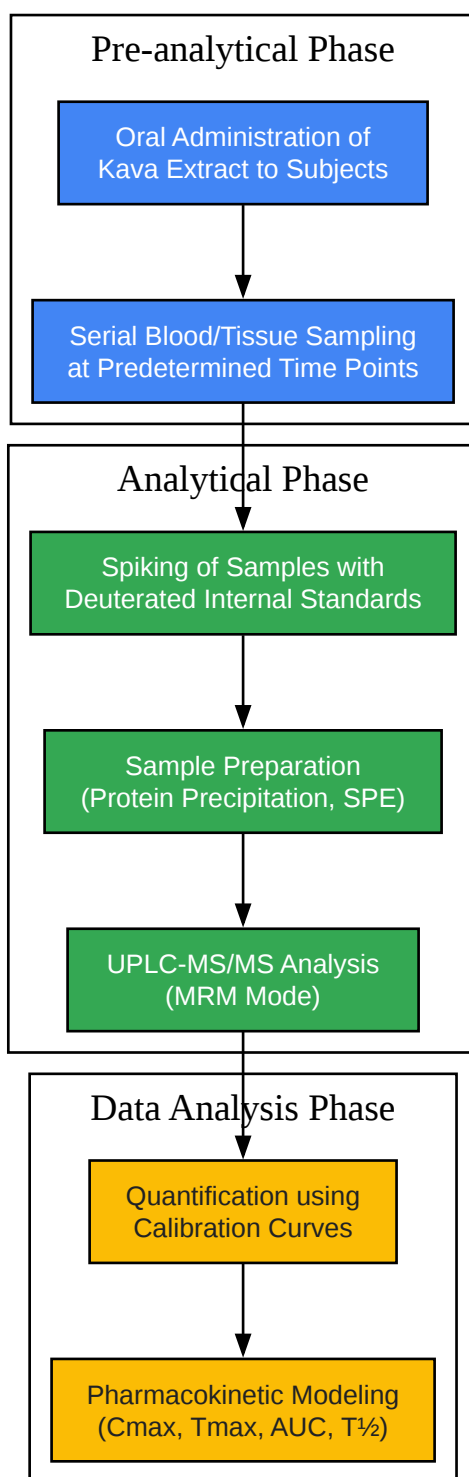 Pre-analytical Phase
Oral Administration of
Kava Extract to Subjects
Serial Blood/Tissue Sampling
at Predetermined Time Points
Analytical Phase
Spiking of Samples with
Deuterated Internal Standards
Sample Preparation
(Protein Precipitation, SPE)
UPLC-MS/MS Analysis
(MRM Mode)
Data Analysis Phase
Quantification using
Calibration Curves
Pharmacokinetic Modeling
(Cmax, Tmax, AUC, T½)